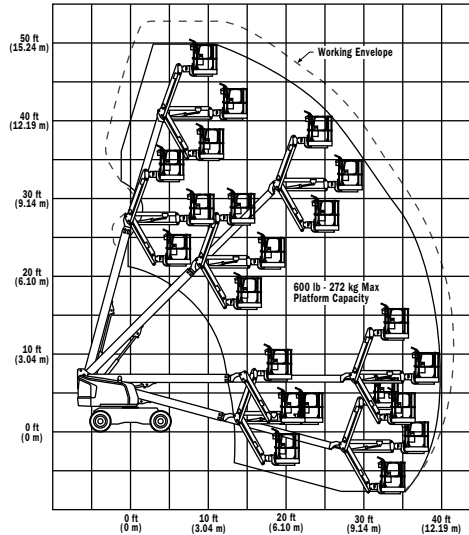 50 ft
(15.24 m)
Working Envelope
40 ft
(12.19 m)
30 ft
(9.14 m)
20 ft
(6.10 m)
600 lb - 272 kg Max
Platform Capacity
10 ft
(3.04 m)
0 ft
(0 m)
0 ft
(0 m)
10 ft
(3.04 m)
20 ft
(6.10 m)
30 ft
(9.14 m)
40 ft
(12.19 m)